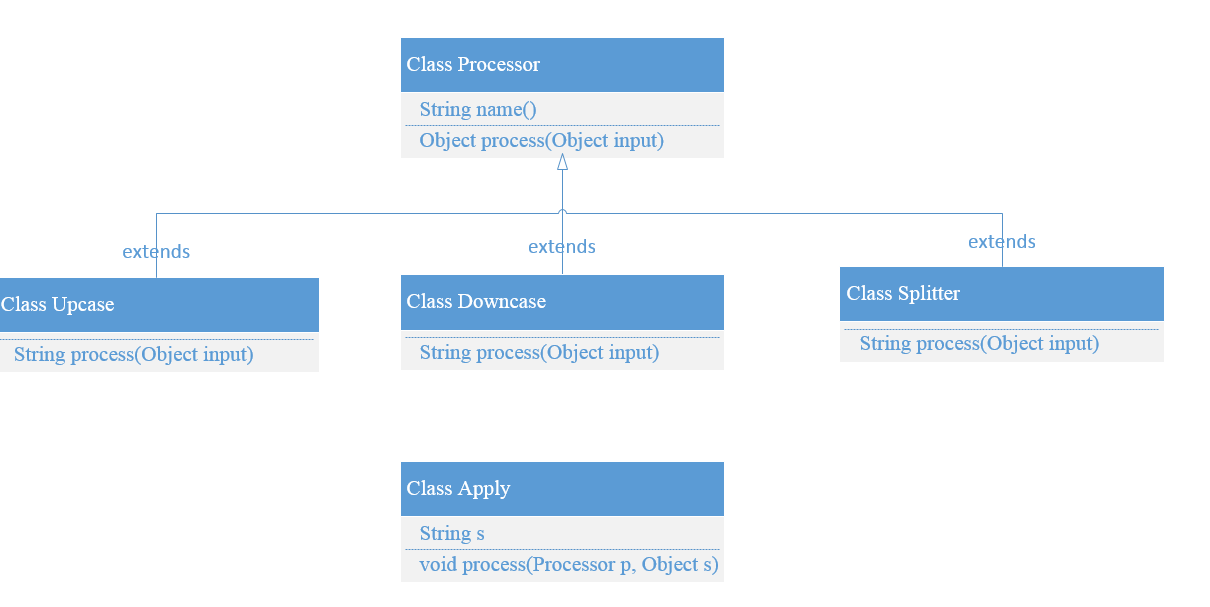 Class Processor
String name()
Object process(Object input)
extends
extends
extends
Class Upcase
String process(Object input)
Class Downcase
String process(Object input)
Class Splitter
String process(Object input)
Class Apply
String s
void process(Processor p, Object s)